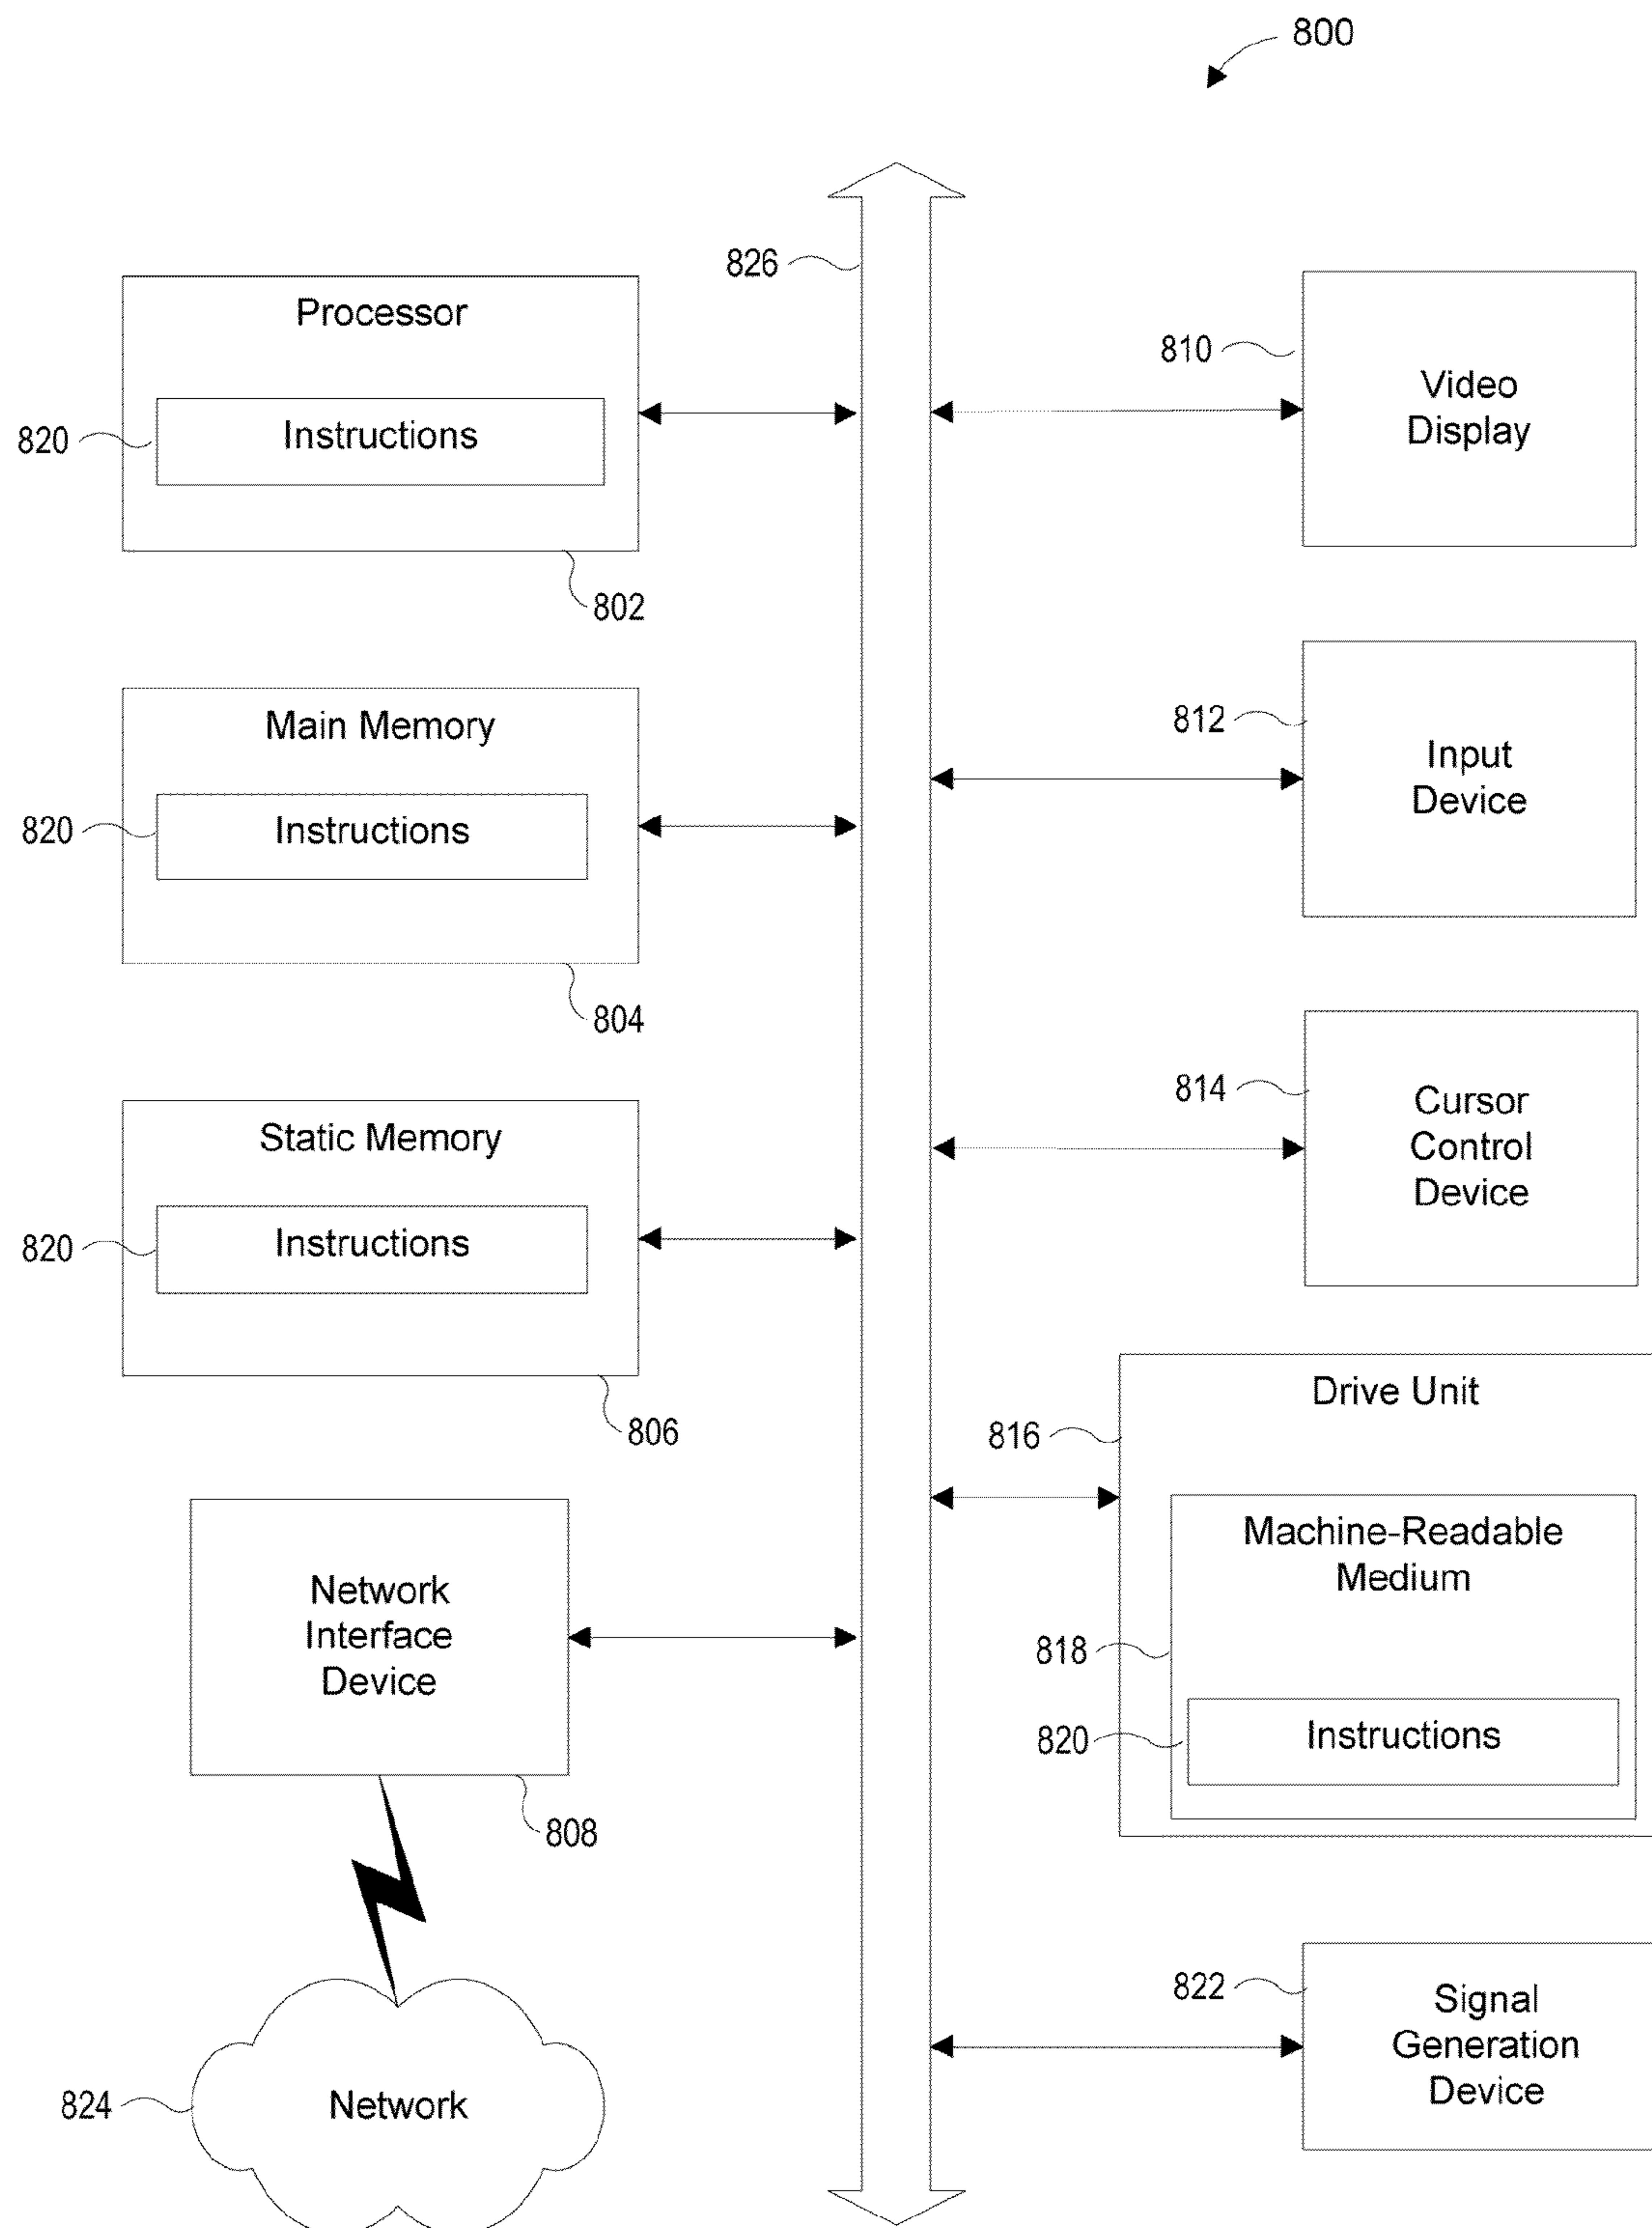 800
826
Processor
820
Instructions
802
810
Video
Display
Main Memory
820
Instructions
804
812
Input
Device
Static Memory
820
Instructions
806
814
Cursor
Control
Device
Network
Interface
Device
808
816
Drive Unit
Machine-Readable
Medium
818
820
Instructions
824
Network
822
Signal
Generation
Device